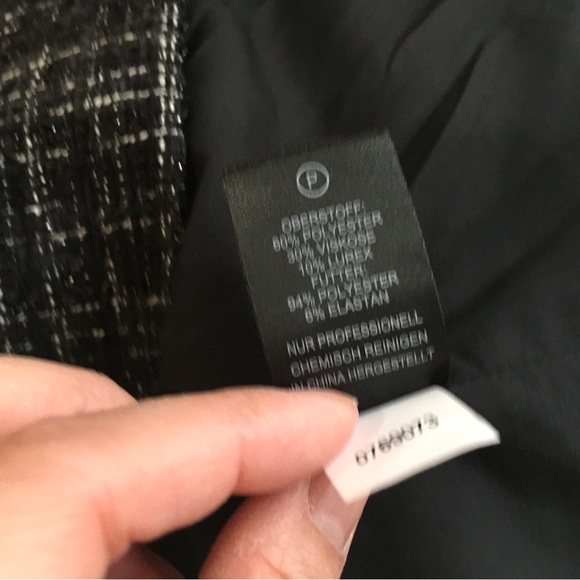 P
OBERSTOFF:
60% POLYESTER
30% VISKOSE
10% LUREX
FUTTER:
94% POLYESTER
6% ELASTAN
NUR PROFESSIONELL
CHEMISCH REINIGEN
IN CHINA HERGESTELLT